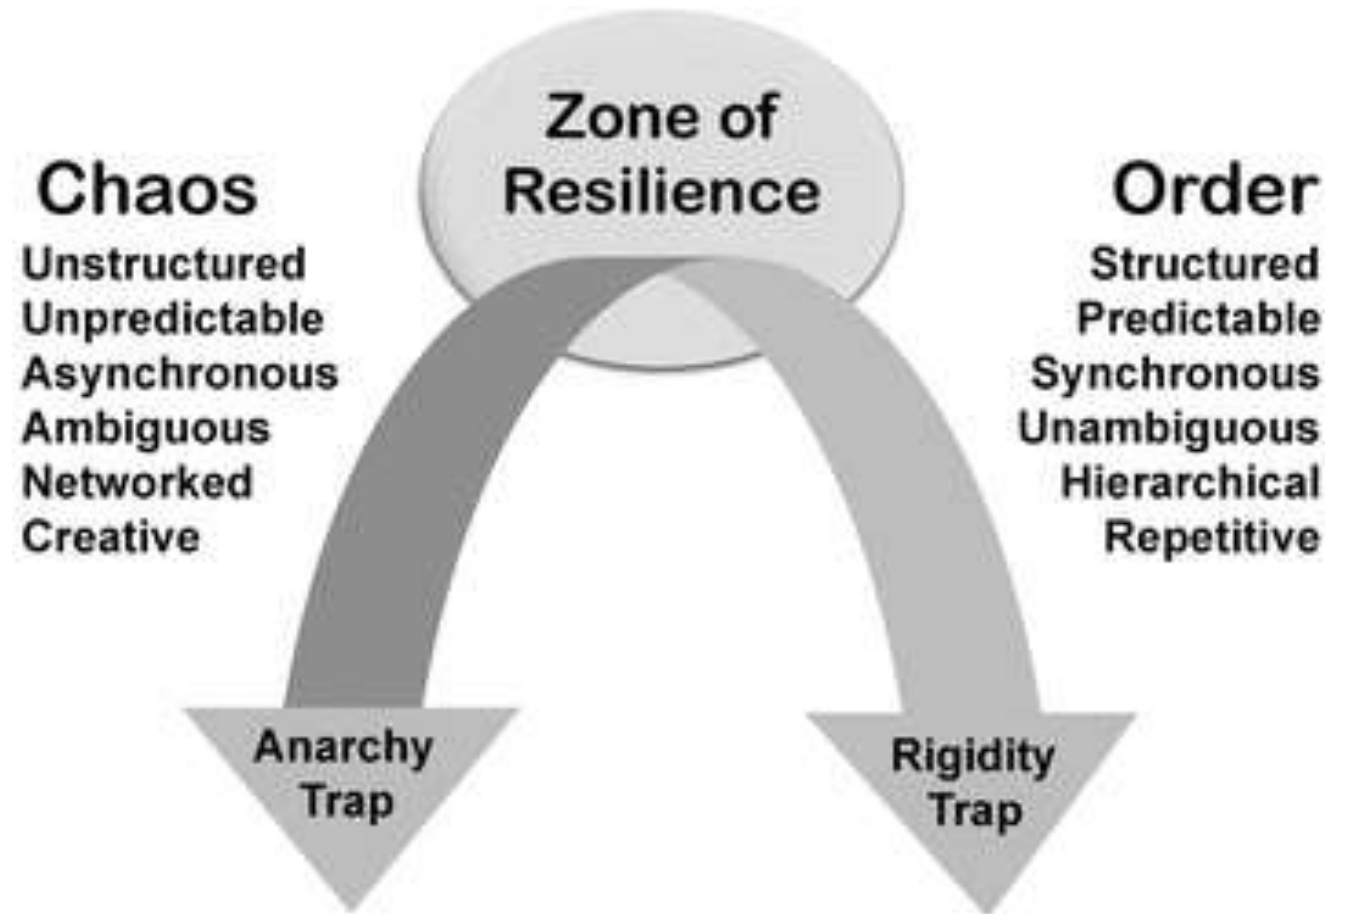 Zone of
Resilience
Chaos
Unstructured
Unpredictable
Asynchronous
Ambiguous
Networked
Creative
Order
Structured
Predictable
Synchronous
Unambiguous
Hierarchical
Repetitive
Anarchy
Trap
Rigidity
Trap